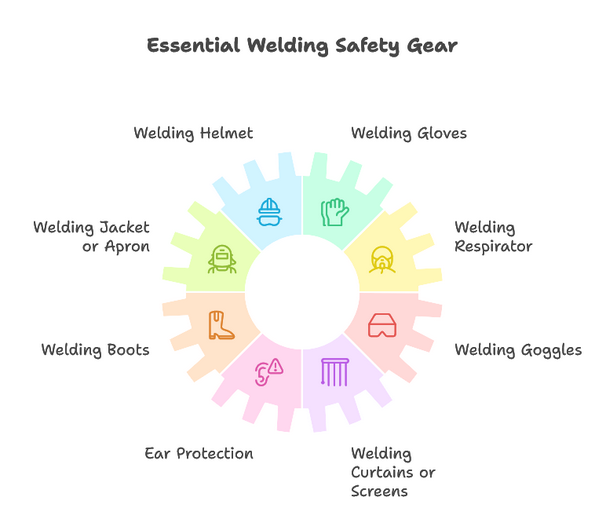 Essential Welding Safety Gear
Welding Helmet
Welding Gloves
Welding Jacket
or Apron
Welding
Respirator
Welding Boots
Welding Goggles
Ear Protection
Welding
Curtains or
Screens